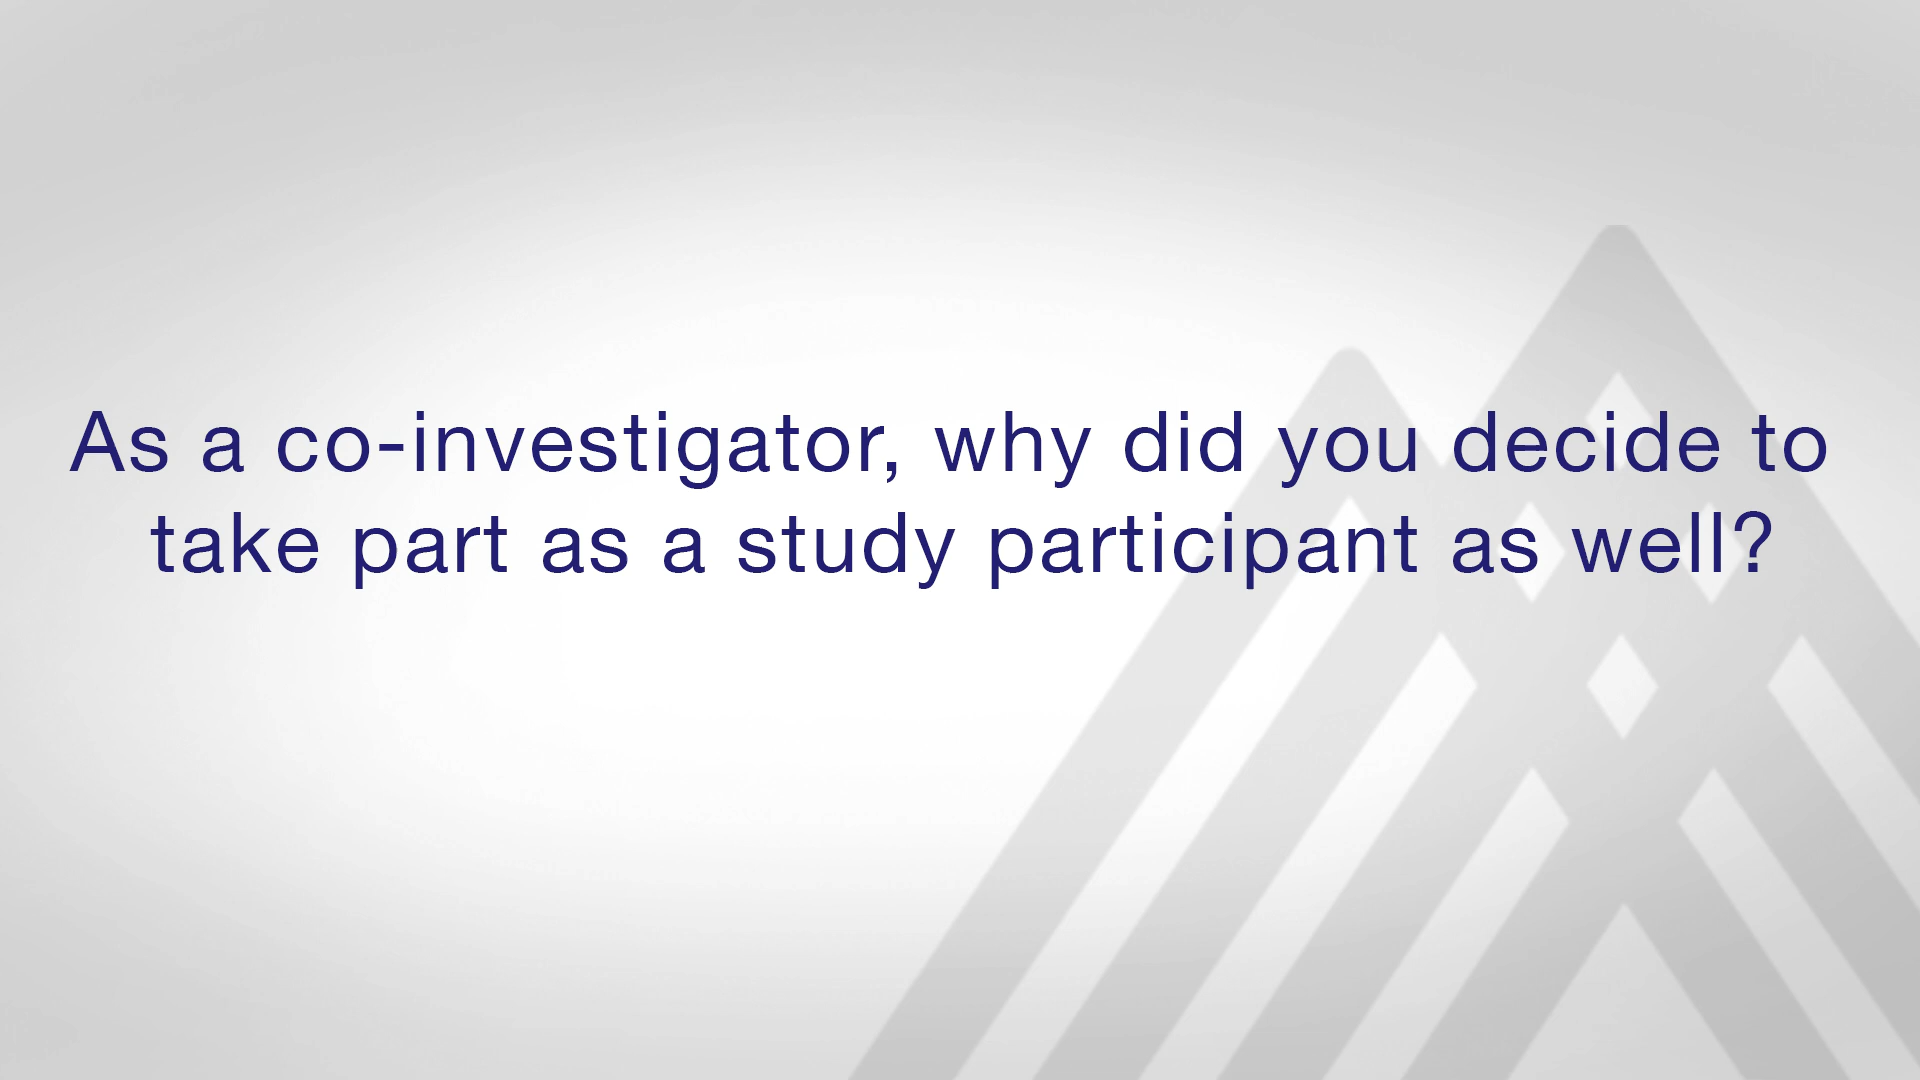 As a co-investigator, why did you decide to
take part as a study participant as well?